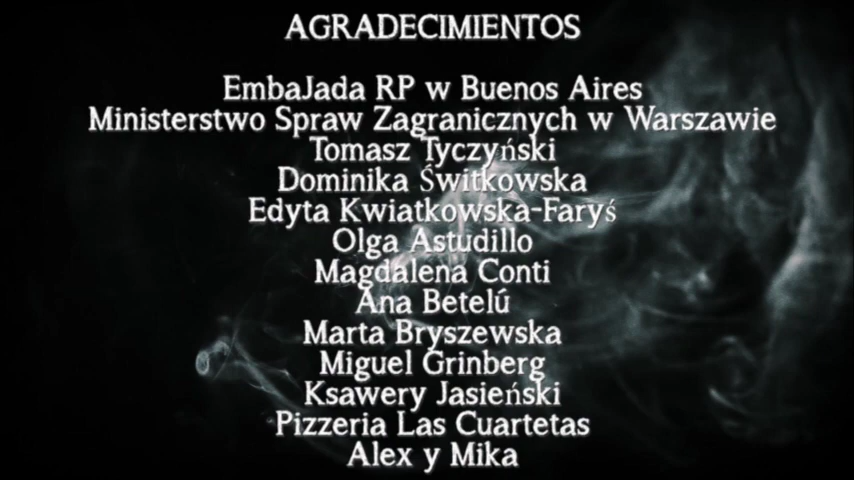 AGRADECIMIENTOS
EmbaJada RP w Buenos Aires
Ministerstwo Spraw Zagranicznych w Warszawie
Tomasz Tyczyński
Dominika Świtkowska
Edyta Kwiatkowska-Faryś
Olga Astudillo
Magdalena Conti
Ana Betelú
Marta Bryszewska
Miguel Grinberg
Ksawery Jasieński
Pizzeria Las Cuartetas
Alex y Mika